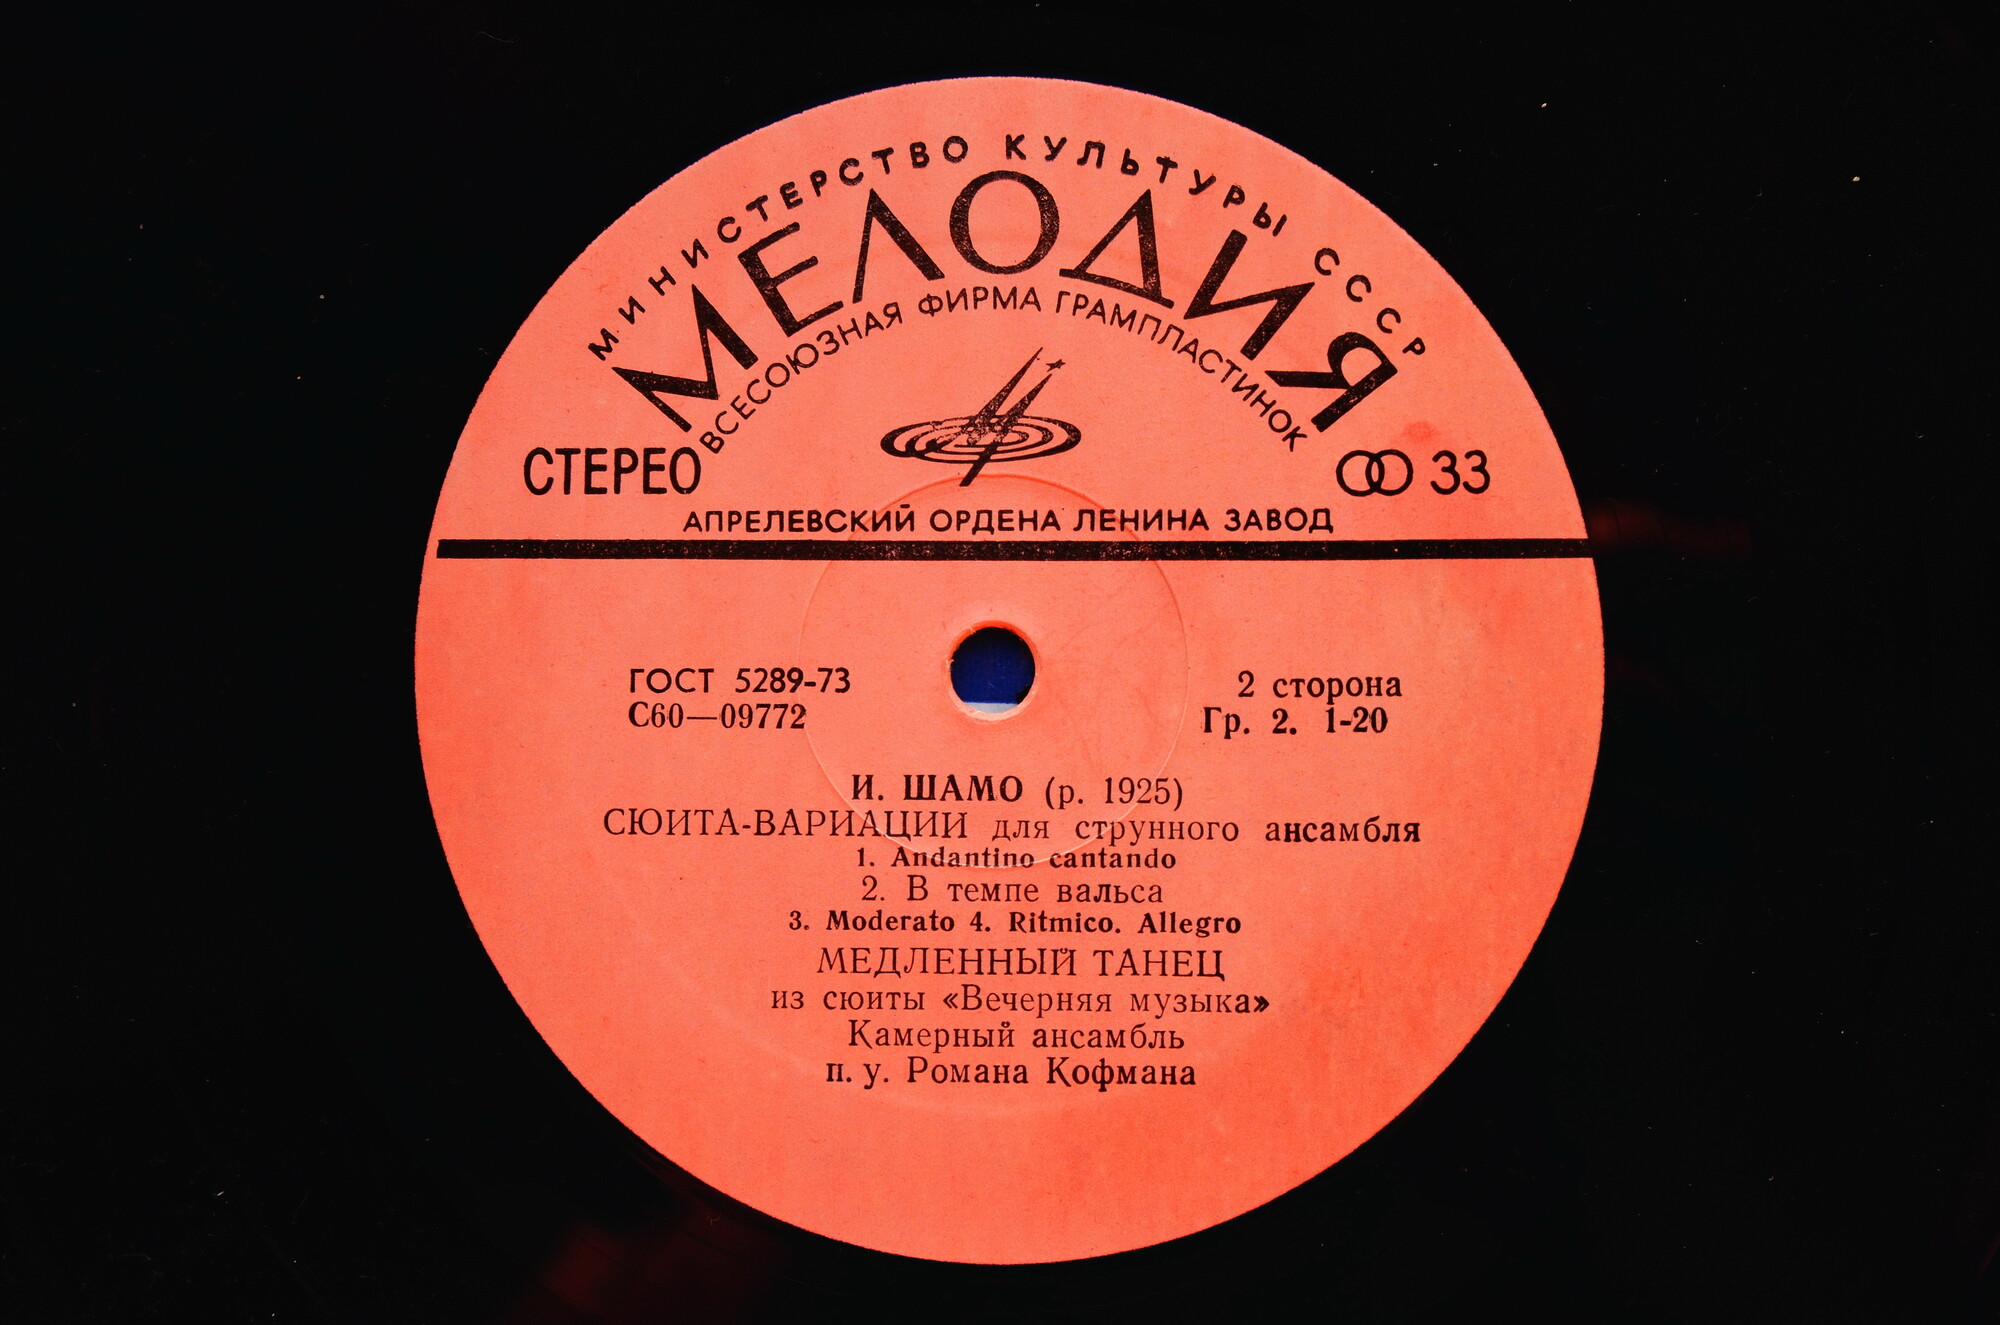 МИНИСТЕРСТВО КУЛЬТУРЫ СССР
МЕЛОДИЯ
ВСЕСОЮЗНАЯ ФИРМА ГРАМПЛАСТИНОК
СТЕРЕО 33
АПРЕЛЕВСКИЙ ОРДЕНА ЛЕНИНА ЗАВОД
ГОСТ 5289-73 2 сторона
С60—09772 Гр. 2. 1-20
И. ШАМО (р. 1925)
СЮИТА-ВАРИАЦИИ для струнного ансамбля
1. Andantino cantando
2. В темпе вальса
3. Moderato 4. Ritmico. Allegro
МЕДЛЕННЫЙ ТАНЕЦ
из сюиты «Вечерняя музыка»
Камерный ансамбль
п. у. Романа Кофмана